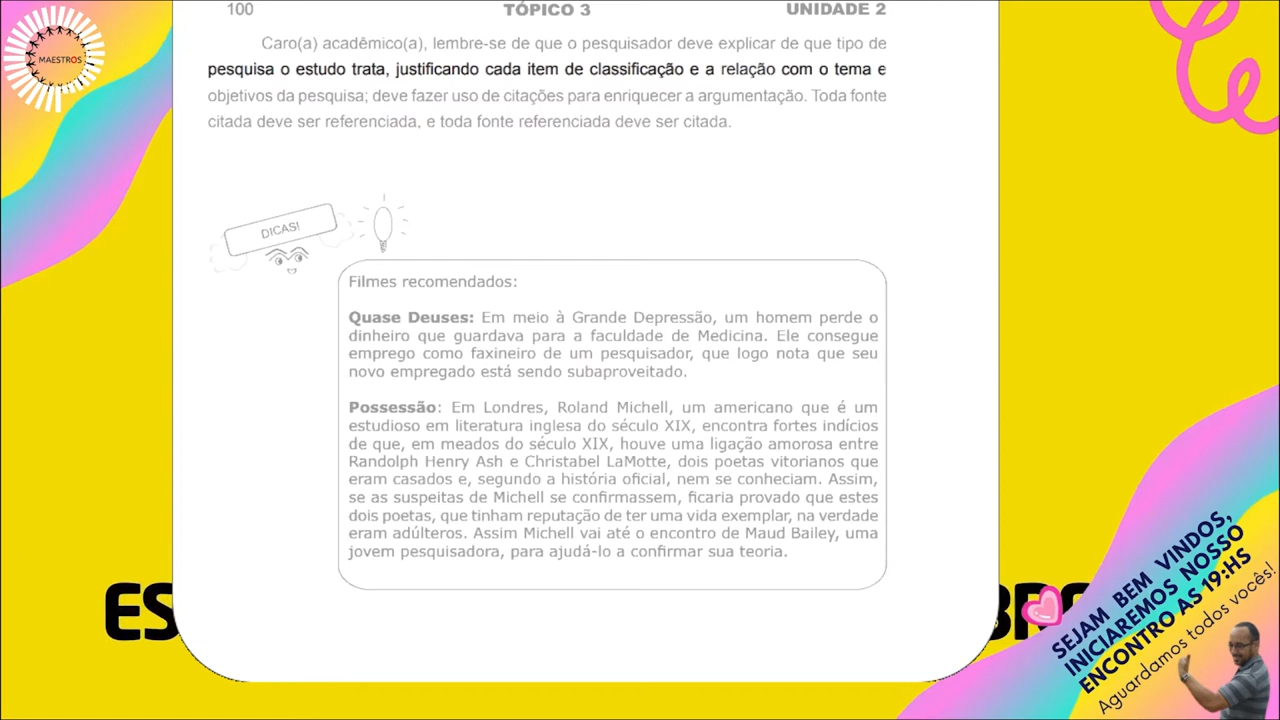 MAESTROS
100 TÓPICO 3 UNIDADE 2
Caro(a) acadêmico(a), lembre-se de que o pesquisador deve explicar de que tipo de
pesquisa o estudo trata, justificando cada item de classificação e a relação com o tema e
objetivos da pesquisa; deve fazer uso de citações para enriquecer a argumentação. Toda fonte
citada deve ser referenciada, e toda fonte referenciada deve ser citada.
DICAS!
Filmes recomendados:
Quase Deuses: Em meio à Grande Depressão, um homem perde o
dinheiro que guardava para a faculdade de Medicina. Ele consegue
emprego como faxineiro de um pesquisador, que logo nota que seu
novo empregado está sendo subaproveitado.
Possessão: Em Londres, Roland Michell, um americano que é um
estudioso em literatura inglesa do século XIX, encontra fortes indícios
de que, em meados do século XIX, houve uma ligação amorosa entre
Randolph Henry Ash e Christabel LaMotte, dois poetas vitorianos que
eram casados e, segundo a história oficial, nem se conheciam. Assim,
se as suspeitas de Michell se confirmassem, ficaria provado que estes
dois poetas, que tinham reputação de ter uma vida exemplar, na verdade
eram adúlteros. Assim Michell vai até o encontro de Maud Bailey, uma
jovem pesquisadora, para ajudá-lo a confirmar sua teoria.
ES
SEJAM BEM VINDOS,
INICIAREMOS NOSSO
ENCONTRO AS 19:HS
Aguardamos todos vocês!